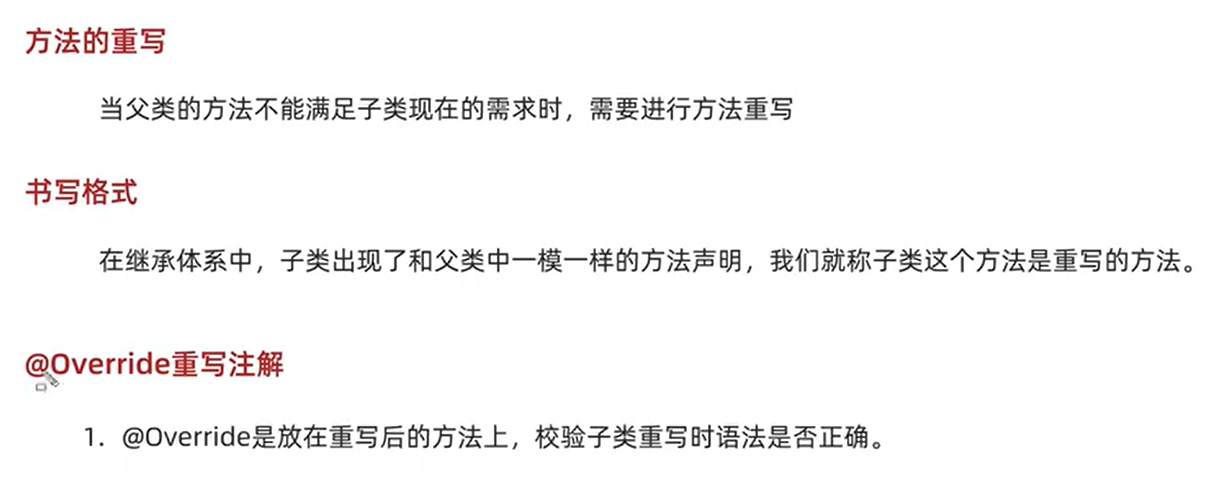 方法的重写
当父类的方法不能满足子类现在的需求时，需要进行方法重写
书写格式
在继承体系中，子类出现了和父类中一模一样的方法声明，我们就称子类这个方法是重写的方法。
@Override重写注解
1. @Override是放在重写后的方法上，校验子类重写时语法是否正确。